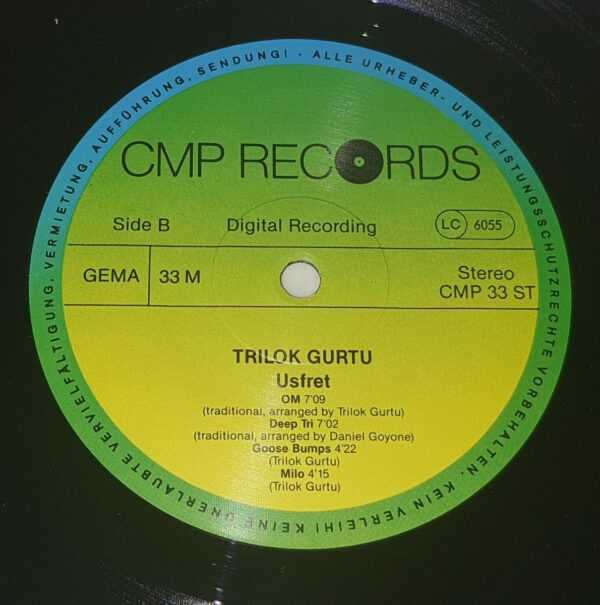 ALLE URHEBER- UND LEISTUNGSSCHUTZRECHTE VORBEHALTEN. KEIN VERLEIH! KEINE UNERLAUBTE VERVIELFÄLTIGUNG, VERMIETUNG, AUFFÜHRUNG, SENDUNG! ·
CMP RECORDS
Side B Digital Recording LC 6055
GEMA 33 M Stereo
CMP 33 ST
TRILOK GURTU
Usfret
OM 7'09
(traditional, arranged by Trilok Gurtu)
Deep Tri 7'02
(traditional, arranged by Daniel Goyone)
Goose Bumps 4'22
(Trilok Gurtu)
Milo 4'15
(Trilok Gurtu)